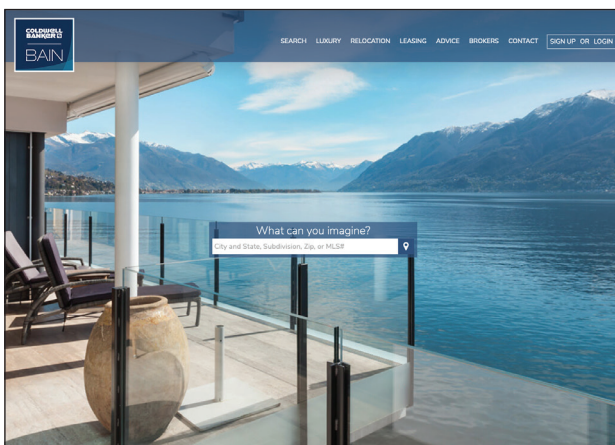 COLDWELL
BANKER
BAIN
SEARCH LUXURY RELOCATION LEASING ADVICE BROKERS CONTACT SIGN UP OR LOGIN
What can you imagine?
City and State, Subdivision, Zip, or MLS#